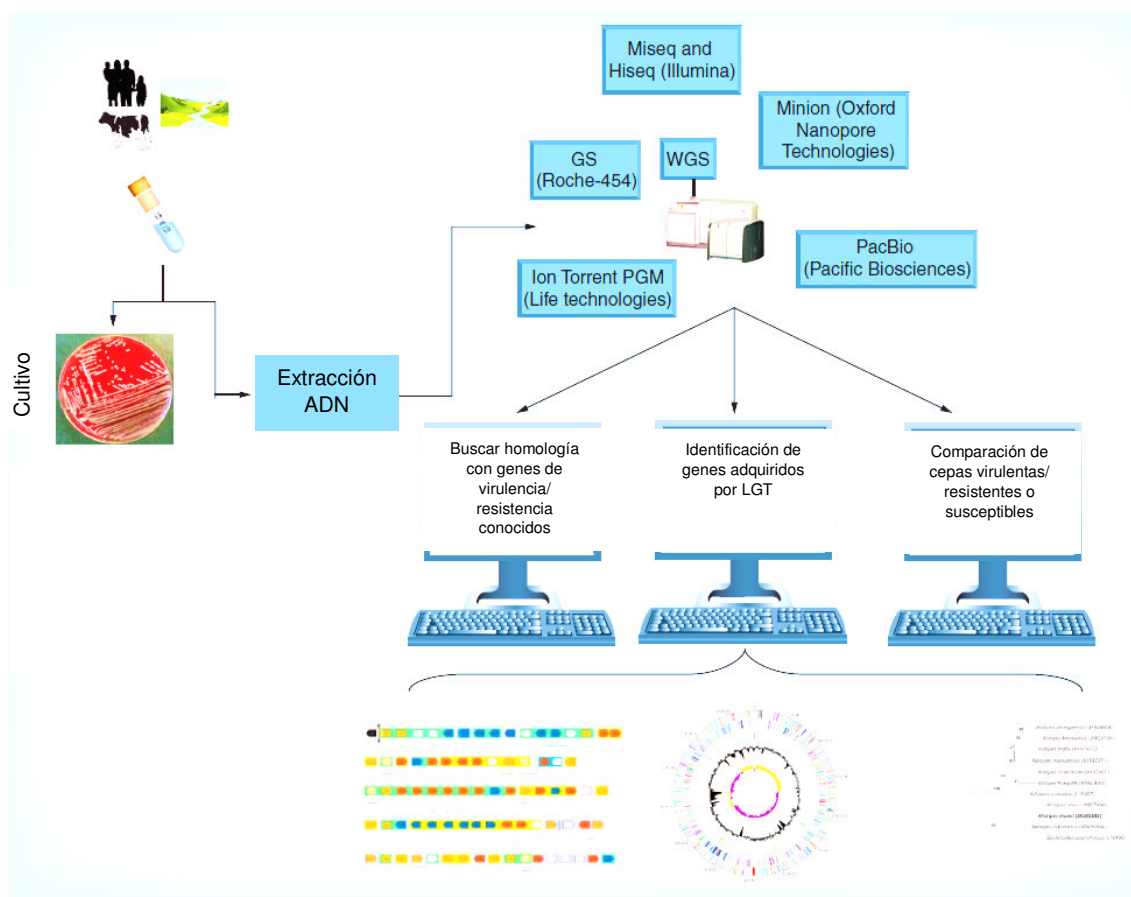 Miseq and
Hiseq (Illumina)
Minion (Oxford
Nanopore
Technologies)
GS
(Roche-454)
WGS
PacBio
(Pacific Biosciences)
Ion Torrent PGM
(Life technologies)
Cultivo
Extracción
ADN
Buscar homología
con genes de
virulencia/
resistencia
conocidos
Identificación de
genes adquiridos
por LGT
Comparación de
cepas virulentas/
resistentes o
susceptibles